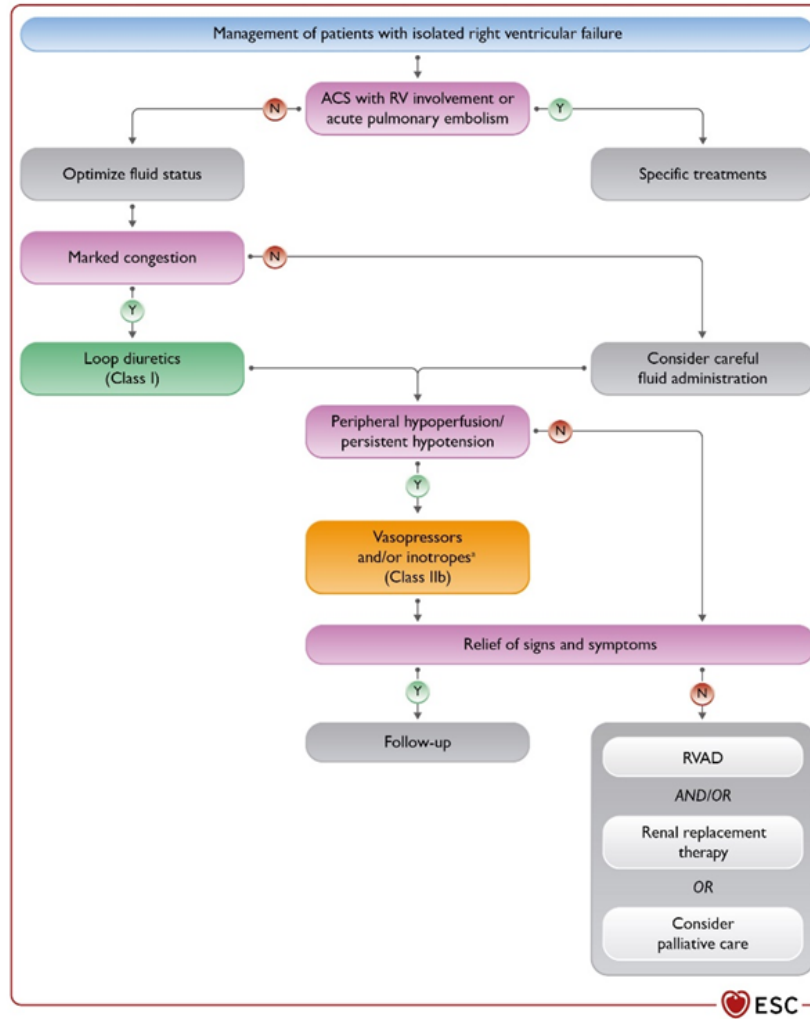 Management of patients with isolated right ventricular failure
ACS with RV involvement or
acute pulmonary embolism
N
Y
Optimize fluid status
Specific treatments
Marked congestion
N
Y
Loop diuretics
(Class I)
Consider careful
fluid administration
Peripheral hypoperfusion/
persistent hypotension
N
Y
Vasopressors
and/or inotropesᵃ
(Class IIb)
Relief of signs and symptoms
Y
N
Follow-up
RVAD
AND/OR
Renal replacement
therapy
OR
Consider
palliative care
ESC